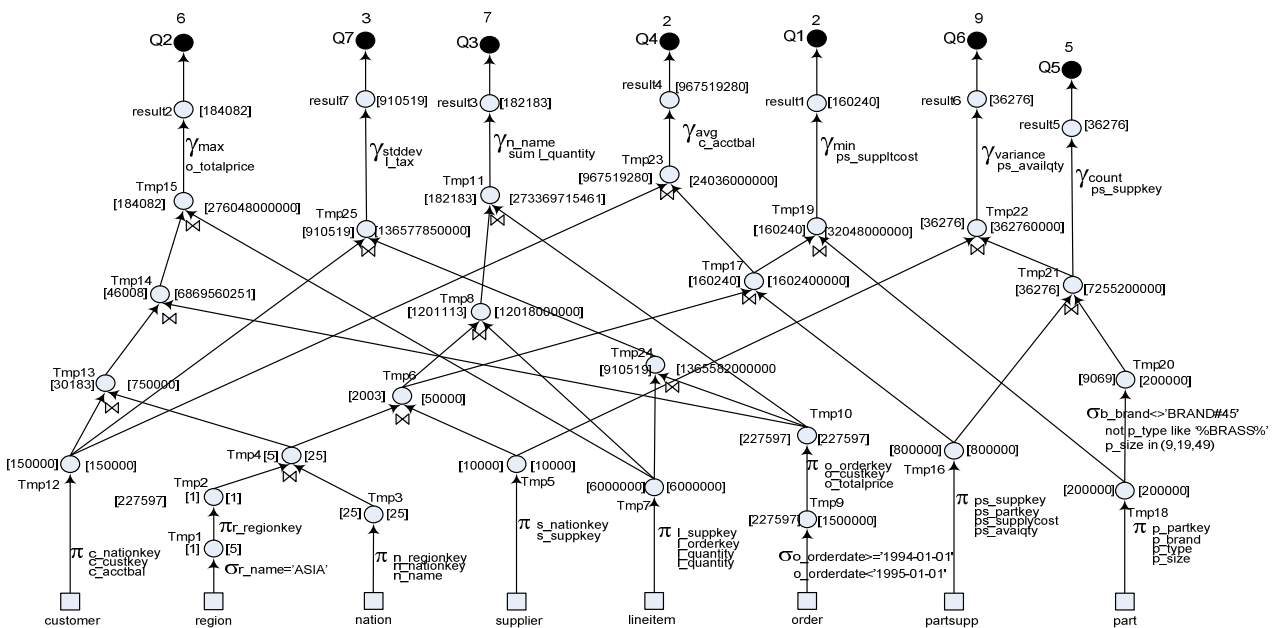 6
3
7
2
2
9
5
Q2
Q7
Q3
Q4
Q1
Q6
Q5
result2 [184082]
result7 [910519]
result3 [182183]
result4 [967519280]
result1 [160240]
result6 [36276]
result5 [36276]
γmax
o_totalprice
γstddev
l_tax
γn_name
sum l_quantity
γavg
c_acctbal
γmin
ps_suppltcost
γvariance
ps_availqty
γcount
ps_suppkey
Tmp15
[184082] [276048000000]
Tmp25
[910519] [136577850000]
Tmp11
[182183] [273369715461]
Tmp23
[967519280] [24036000000]
Tmp19
[160240] [32048000000]
Tmp22
[36276] [362760000]
Tmp14
[46008] [6869560251]
Tmp8
[1201113] [12018000000]
Tmp17
[160240] [1602400000]
Tmp21
[36276] [7255200000]
Tmp13
[30183] [750000]
Tmp6
[2003] [50000]
Tmp24
[910519] [1365582000000
Tmp20
[9069] [200000]
σb_brand<>'BRAND#45'
not p_type like '%BRASS%'
p_size in (9,19,49)
[150000] [150000]
Tmp12
Tmp4 [5] [25]
[10000] [10000]
Tmp5
[6000000] [6000000]
Tmp7
Tmp10
[227597] [227597]
[800000] [800000]
Tmp16
[200000] [200000]
Tmp18
Tmp2
[227597] [1] [1]
Tmp3
[25] [25]
πr_regionkey
Tmp1
[1] [5]
σr_name='ASIA'
π c_nationkey
c_custkey
c_acctbal
π n_regionkey
n_nationkey
n_name
π s_nationkey
s_suppkey
π l_suppkey
l_orderkey
l_quantity
l_quantity
π o_orderkey
o_custkey
o_totalprice
Tmp9
[227597] [1500000]
σo_orderdate>='1994-01-01'
o_orderdate<'1995-01-01'
π ps_suppkey
ps_partkey
ps_supplycost
ps_avaiqty
π p_partkey
p_brand
p_type
p_size
customer
region
nation
supplier
lineitem
order
partsupp
part